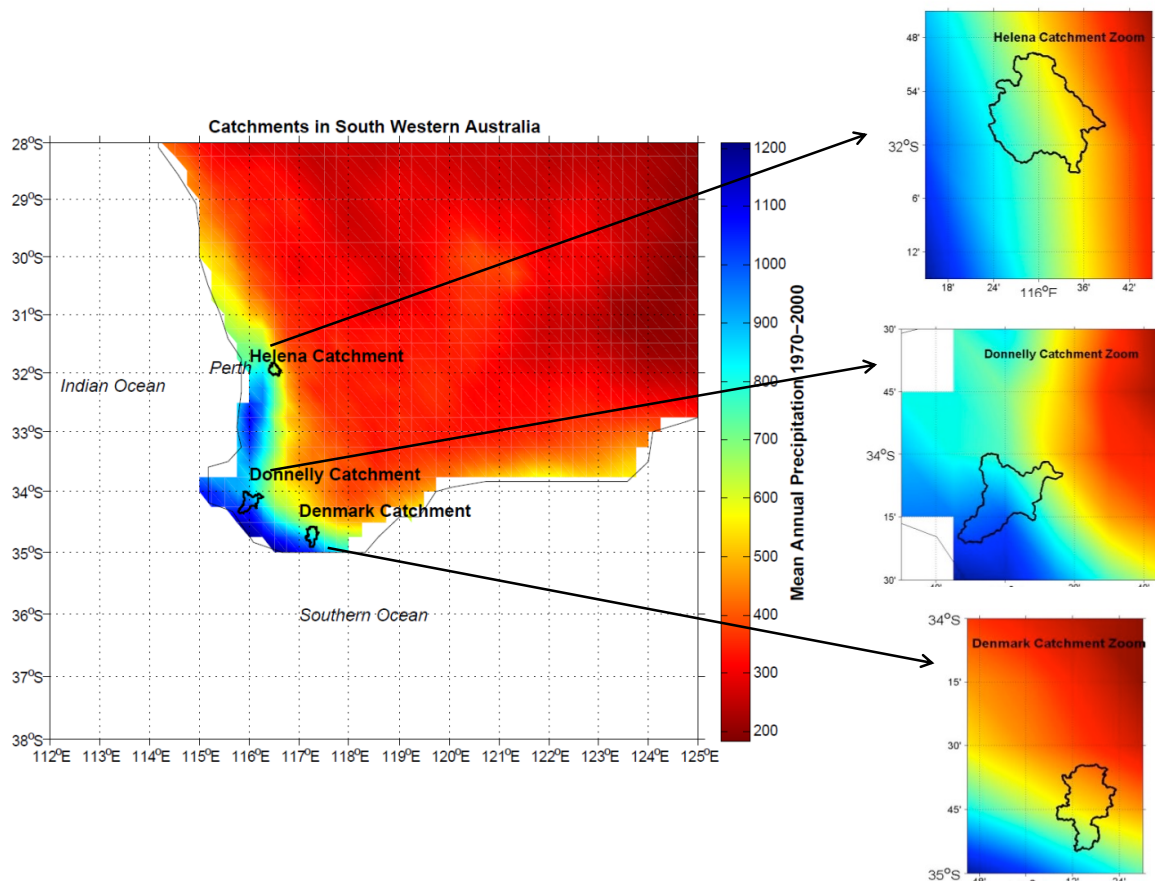 Catchments in South Western Australia
28°S
29°S
30°S
31°S
32°S
33°S
34°S
35°S
36°S
37°S
38°S
112°E 113°E 114°E 115°E 116°E 117°E 118°E 119°E 120°E 121°E 122°E 123°E 124°E 125°E
Indian Ocean
Perth
Helena Catchment
Donnelly Catchment
Denmark Catchment
Southern Ocean
1200
1100
1000
900
800
700
600
500
400
300
200
Mean Annual Precipitation 1970-2000
Helena Catchment Zoom
48'
54'
32°S
6'
12'
18' 24' 116°E 36' 42'
Donnelly Catchment Zoom
30'
45'
34°S
15'
30'
Denmark Catchment Zoom
34°S
15'
30'
45'
35°S